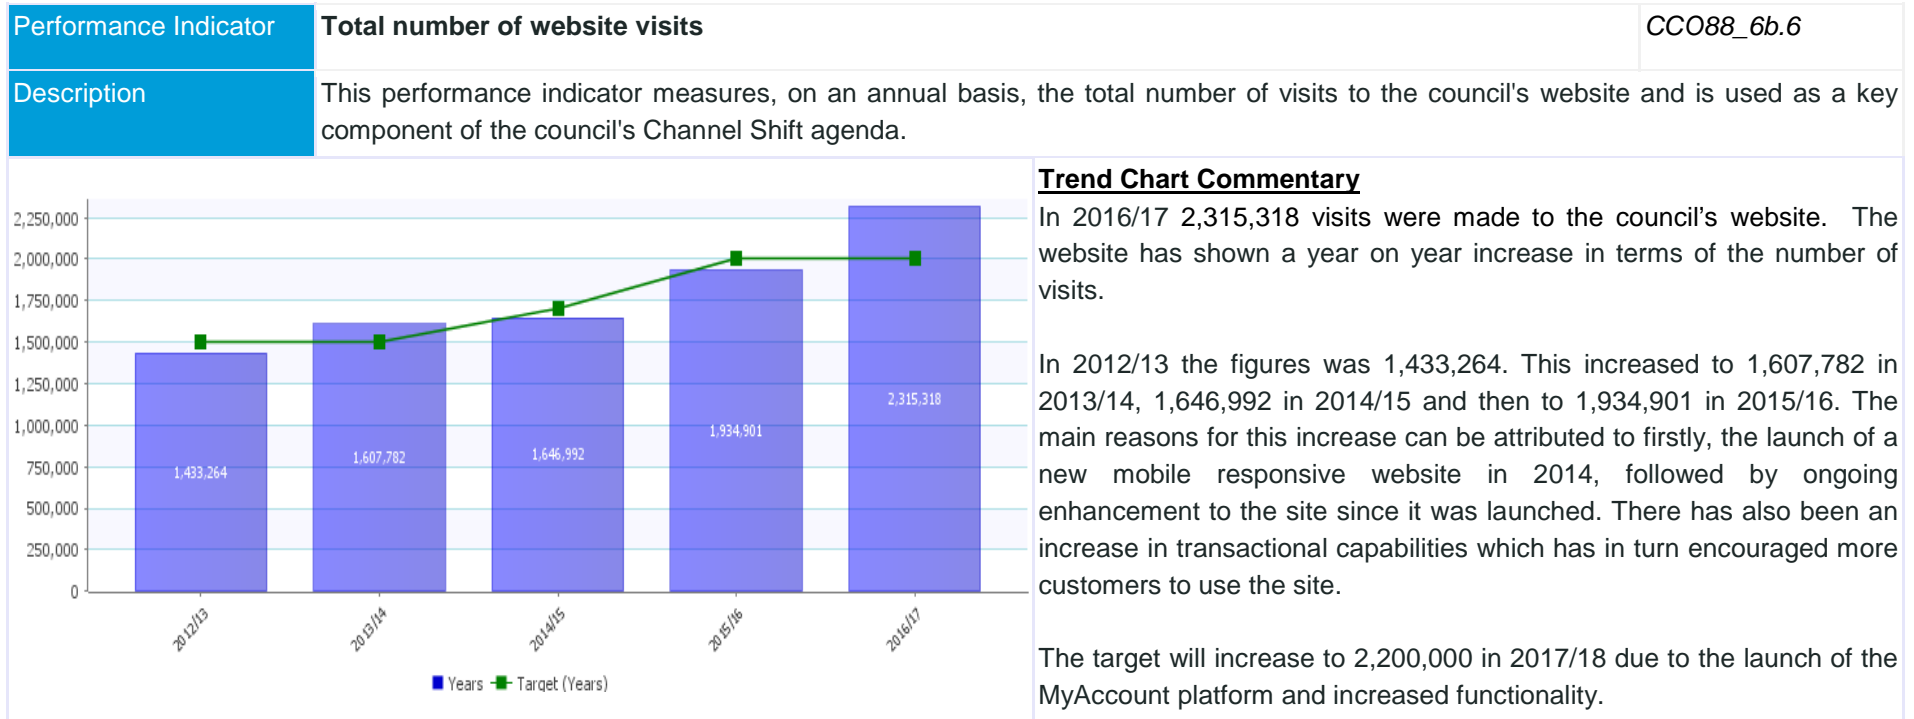 Performance Indicator
Total number of website visits
CCO88_6b.6
Description
This performance indicator measures, on an annual basis, the total number of visits to the council's website and is used as a key
component of the council's Channel Shift agenda.
2,250,000
2,000,000
1,750,000
1,500,000
1,250,000
1,000,000
750,000
500,000
250,000
0
1,433,264
1,607,782
1,646,992
1,934,901
2,315,318
2012/13
2013/14
2014/15
2015/16
2016/17
Years
Target (Years)
Trend Chart Commentary
In 2016/17 2,315,318 visits were made to the council’s website. The
website has shown a year on year increase in terms of the number of
visits.
In 2012/13 the figures was 1,433,264. This increased to 1,607,782 in
2013/14, 1,646,992 in 2014/15 and then to 1,934,901 in 2015/16. The
main reasons for this increase can be attributed to firstly, the launch of a
new mobile responsive website in 2014, followed by ongoing
enhancement to the site since it was launched. There has also been an
increase in transactional capabilities which has in turn encouraged more
customers to use the site.
The target will increase to 2,200,000 in 2017/18 due to the launch of the
MyAccount platform and increased functionality.